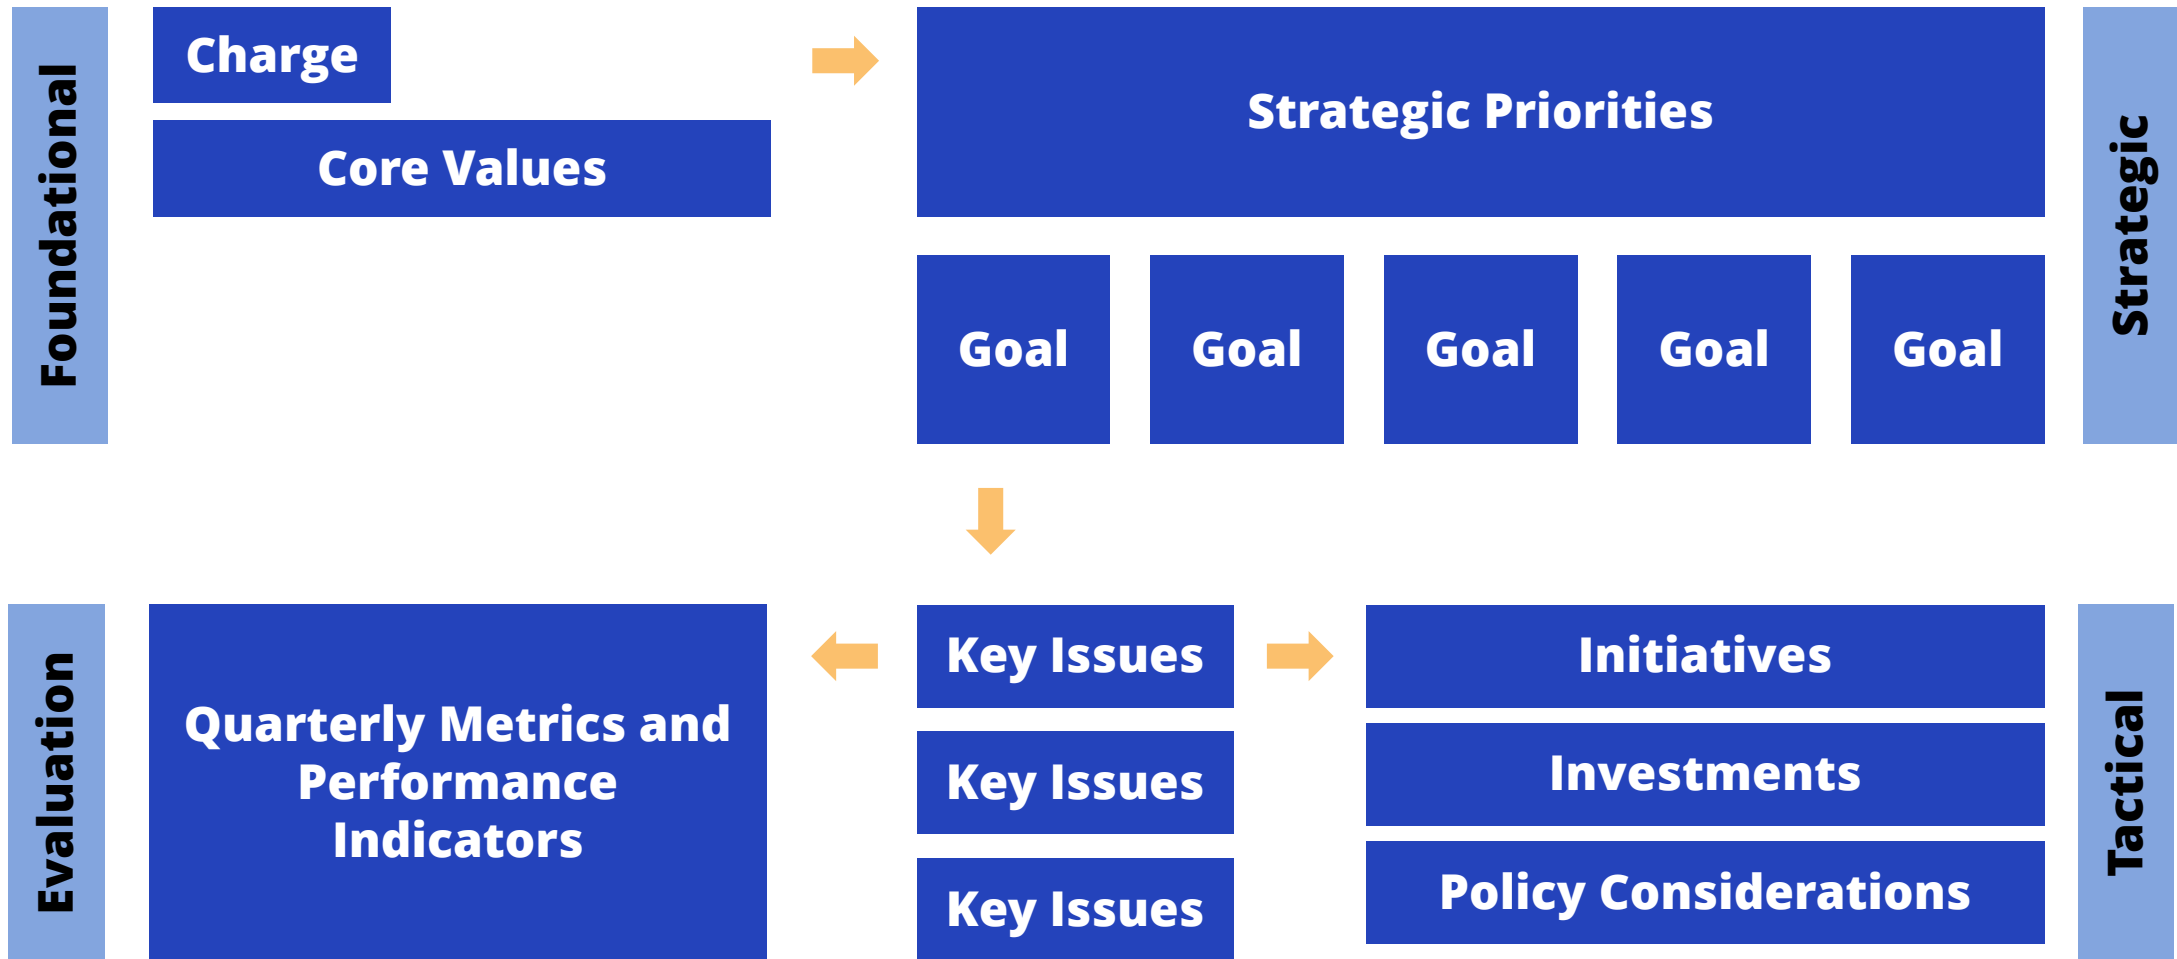 Foundational
Charge
Core Values
Strategic Priorities
Goal
Goal
Goal
Goal
Goal
Strategic
Evaluation
Quarterly Metrics and
Performance
Indicators
Key Issues
Key Issues
Key Issues
Initiatives
Investments
Policy Considerations
Tactical